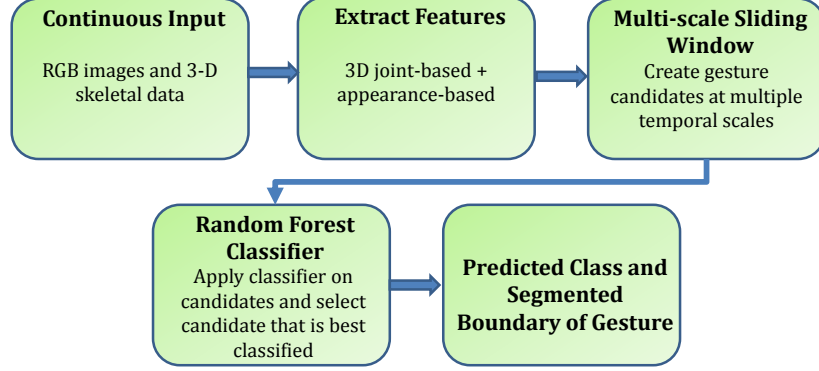 Continuous Input
RGB images and 3-D
skeletal data
Extract Features
3D joint-based +
appearance-based
Multi-scale Sliding
Window
Create gesture
candidates at multiple
temporal scales
Random Forest
Classifier
Apply classifier on
candidates and select
candidate that is best
classified
Predicted Class and
Segmented
Boundary of Gesture